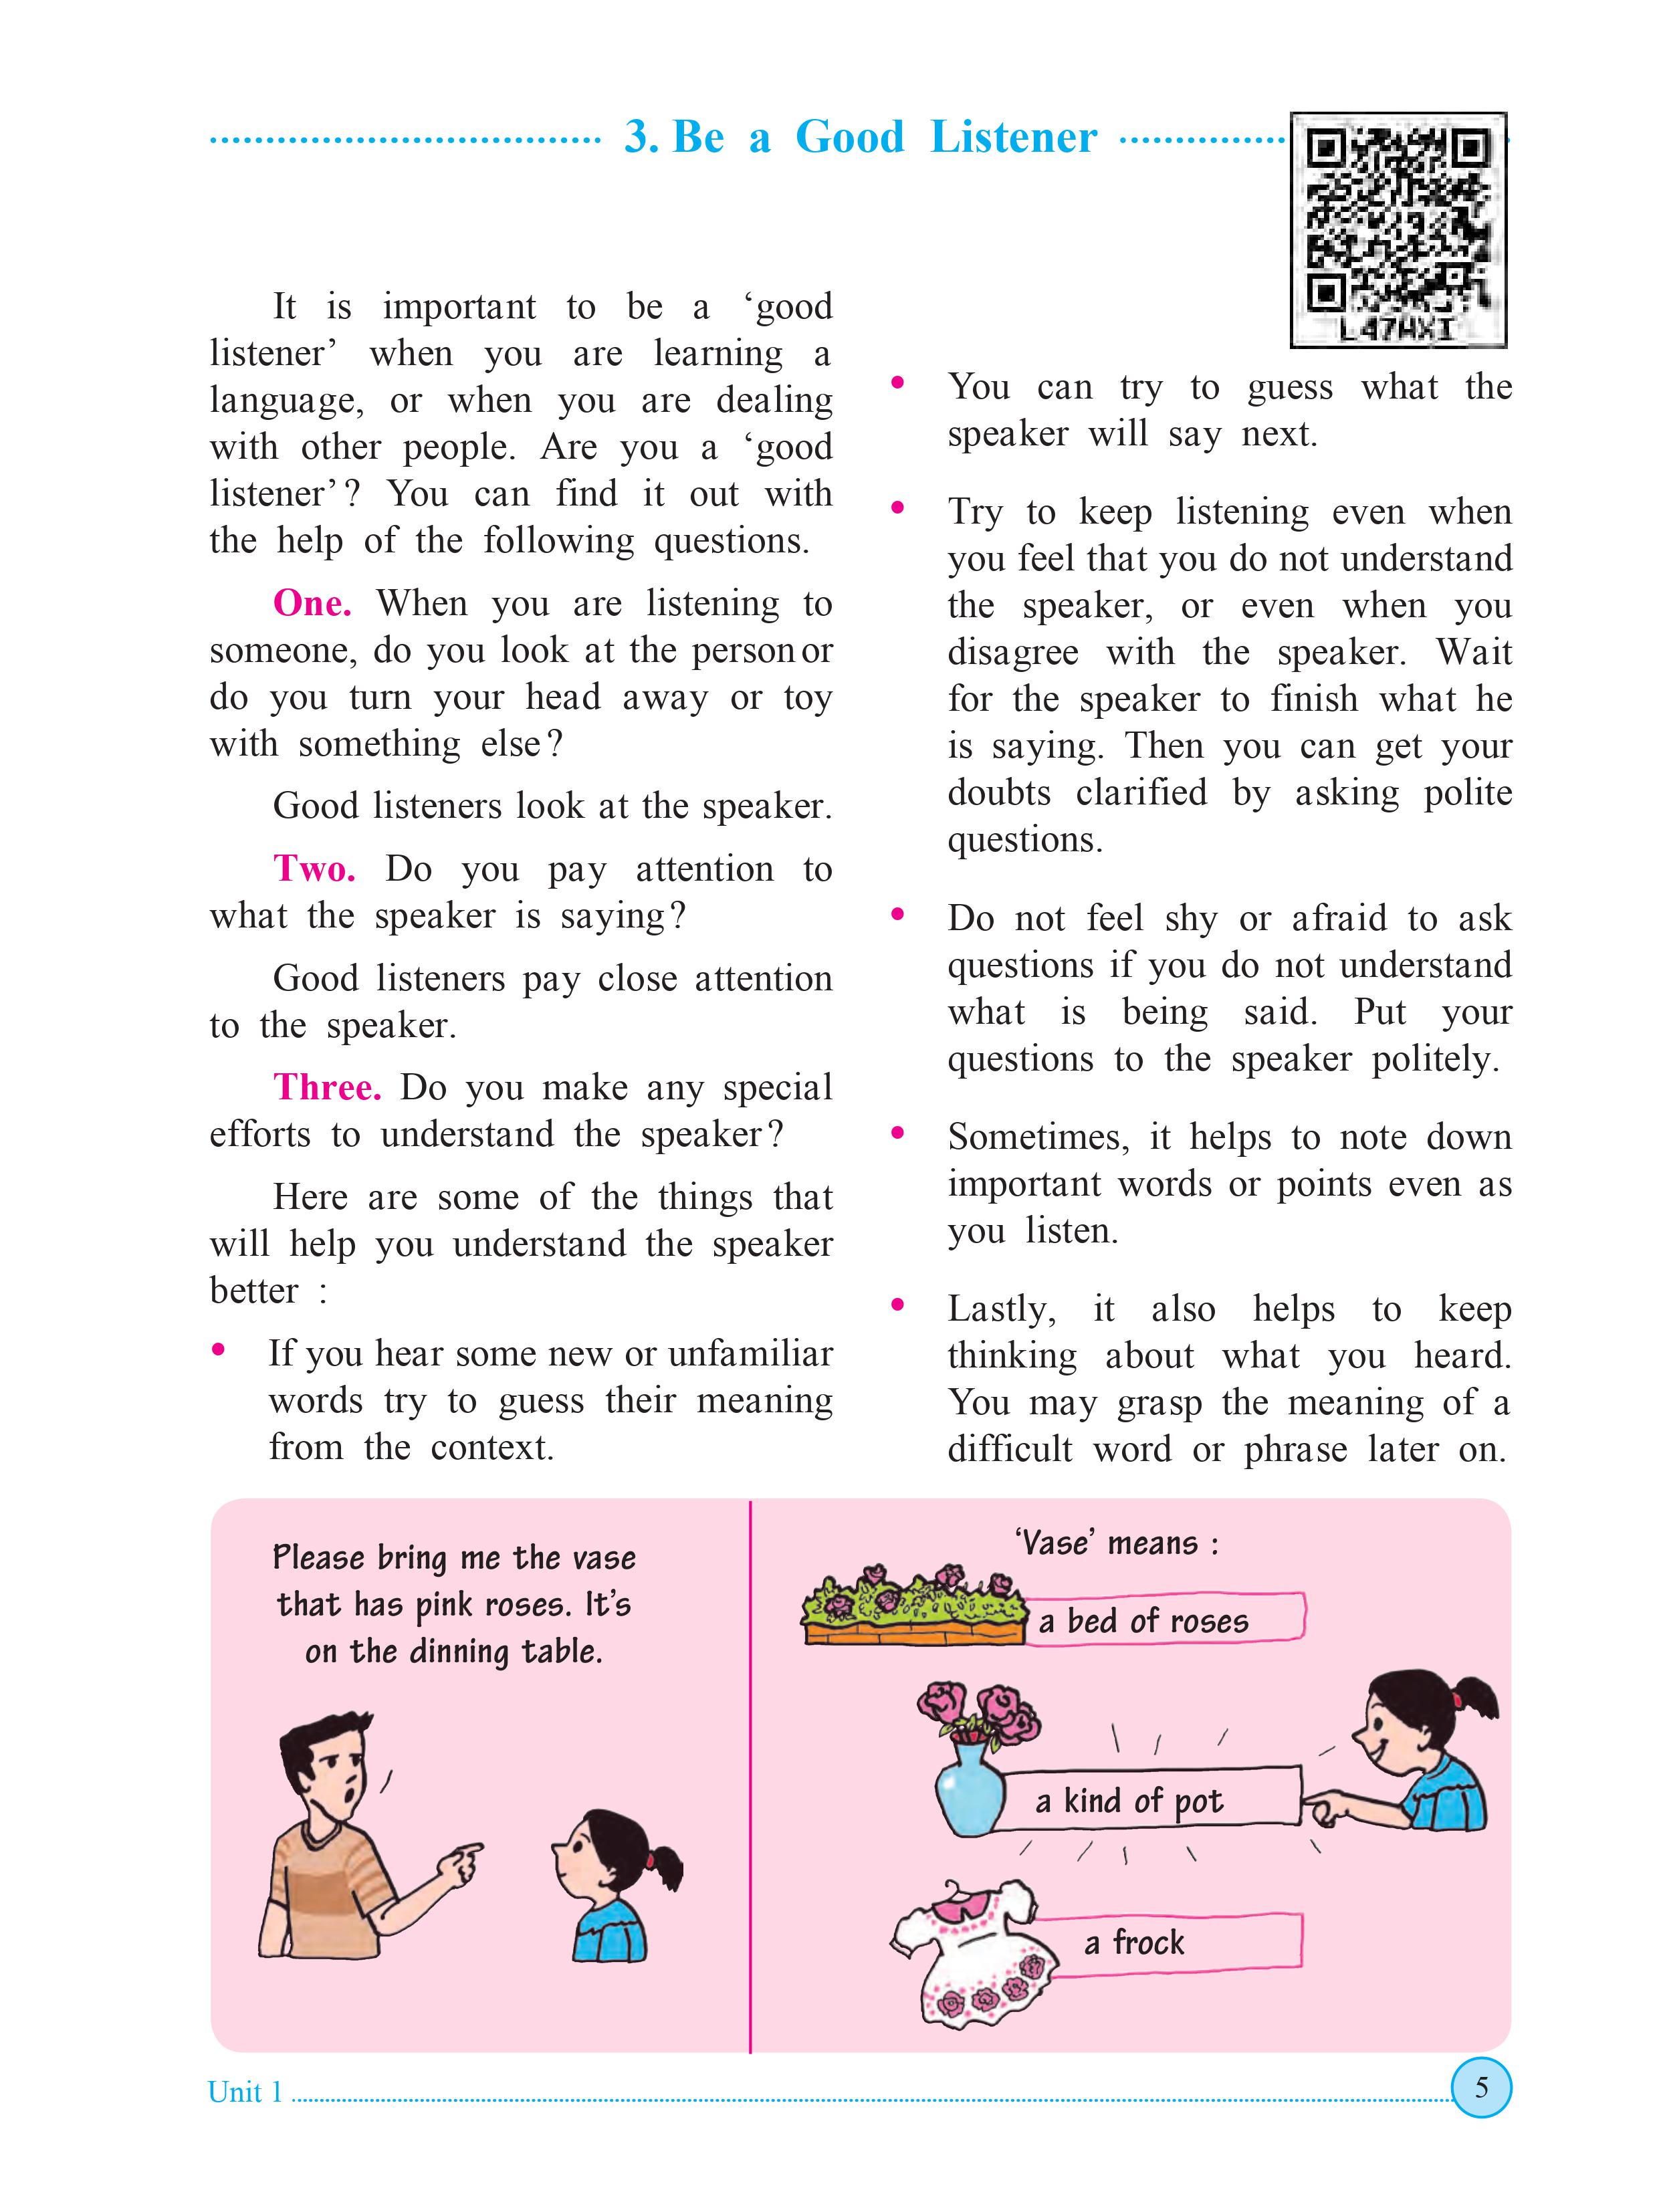 3. Be a Good Listener
L47AXI
It is important to be a ‘good
listener’ when you are learning a
language, or when you are dealing
with other people. Are you a ‘good
listener’? You can find it out with
the help of the following questions.
One. When you are listening to
someone, do you look at the person or
do you turn your head away or toy
with something else?
Good listeners look at the speaker.
Two. Do you pay attention to
what the speaker is saying?
Good listeners pay close attention
to the speaker.
Three. Do you make any special
efforts to understand the speaker?
Here are some of the things that
will help you understand the speaker
better :
• If you hear some new or unfamiliar
words try to guess their meaning
from the context.
• You can try to guess what the
speaker will say next.
• Try to keep listening even when
you feel that you do not understand
the speaker, or even when you
disagree with the speaker. Wait
for the speaker to finish what he
is saying. Then you can get your
doubts clarified by asking polite
questions.
• Do not feel shy or afraid to ask
questions if you do not understand
what is being said. Put your
questions to the speaker politely.
• Sometimes, it helps to note down
important words or points even as
you listen.
• Lastly, it also helps to keep
thinking about what you heard.
You may grasp the meaning of a
difficult word or phrase later on.
Please bring me the vase
that has pink roses. It’s
on the dinning table.
‘Vase’ means :
a bed of roses
a kind of pot
a frock
Unit 1
5